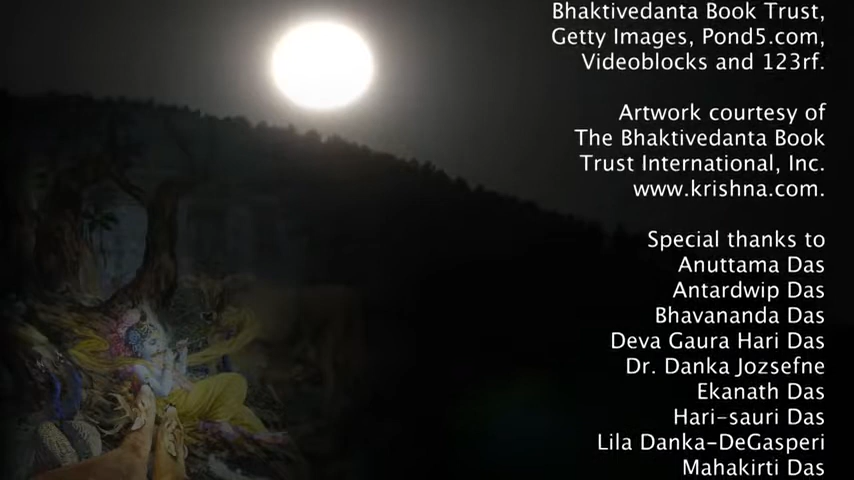 Bhaktivedanta Book Trust,
Getty Images, Pond5.com,
Videoblocks and 123rf.
Artwork courtesy of
The Bhaktivedanta Book
Trust International, Inc.
www.krishna.com.
Special thanks to
Anuttama Das
Antardwip Das
Bhavananda Das
Deva Gaura Hari Das
Dr. Danka Jozsefne
Ekanath Das
Hari-sauri Das
Lila Danka-DeGasperi
Mahakirti Das